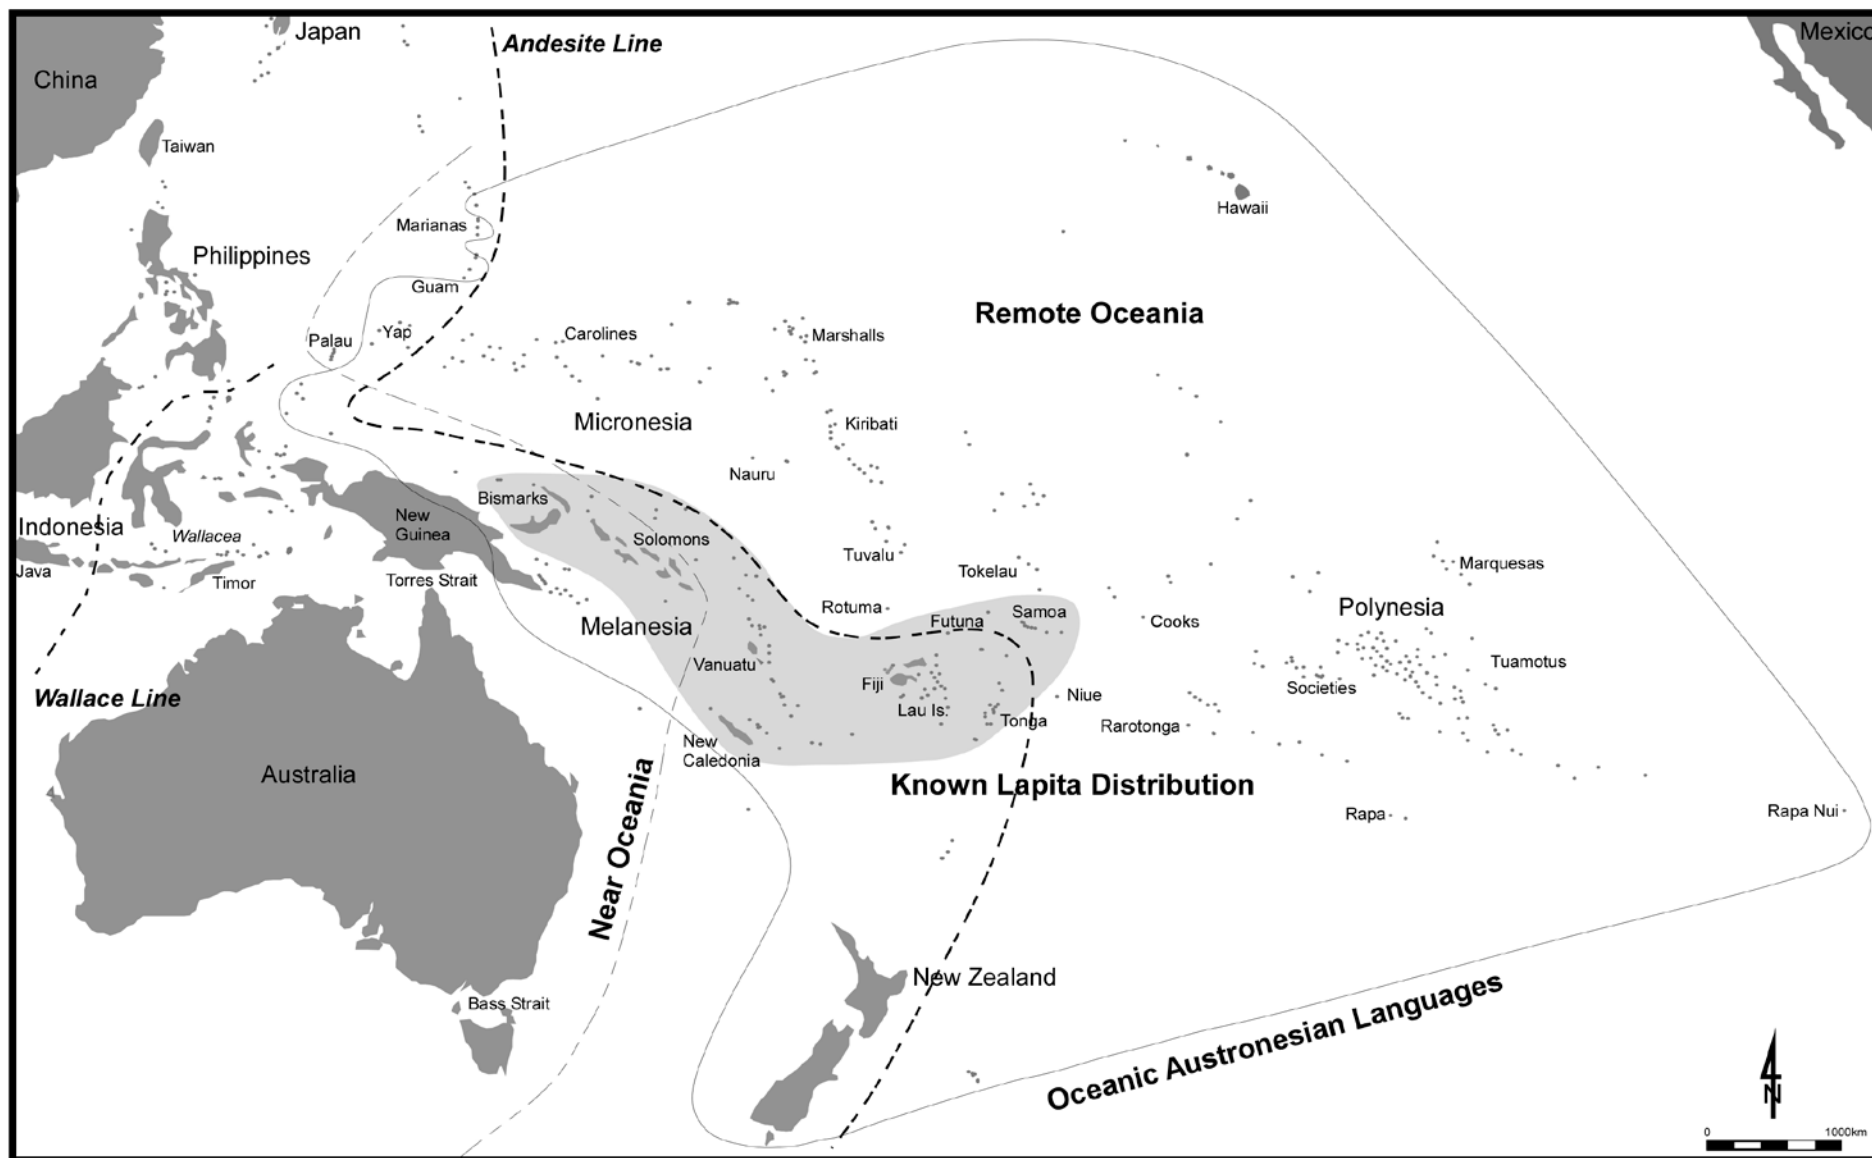 Japan
Mexico
Andesite Line
China
Taiwan
Hawaii
Marianas
Philippines
Guam
Remote Oceania
Palau
Yap
Carolines
Marshalls
Micronesia
Kiribati
Nauru
Bismarks
New
Guinea
Indonesia
Wallacea
Solomons
Tuvalu
Tokelau
Marquesas
Java
Timor
Torres Strait
Rotuma
Samoa
Polynesia
Melanesia
Futuna
Cooks
Vanuatu
Tuamotus
Fiji
Societies
Wallace Line
Niue
Lau Is.
Tonga
Rarotonga
New
Caledonia
Australia
Known Lapita Distribution
Rapa
Rapa Nui
Near Oceania
New Zealand
Bass Strait
Oceanic Austronesian Languages
N
0 1000km